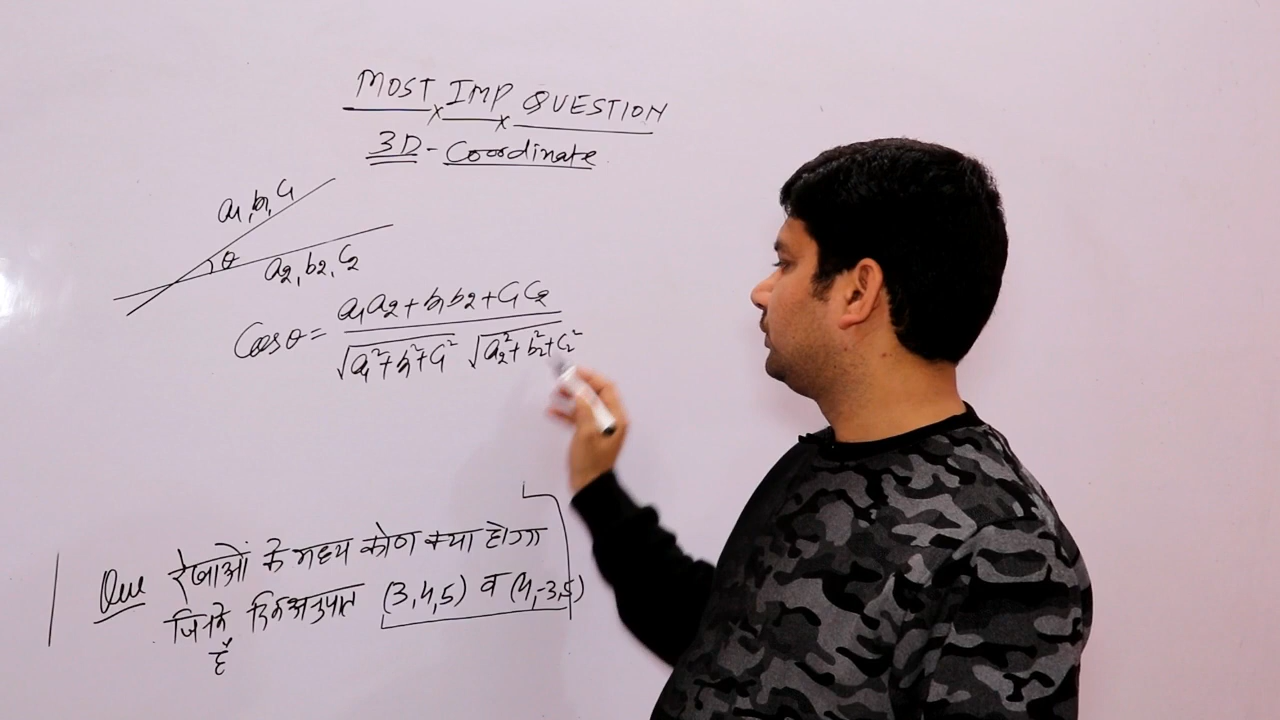 MOST IMP QUESTION
3D - Coordinate
a₁, b₁, c₁
θ
a₂, b₂, c₂
Cosθ = a₁a₂ + b₁b₂ + c₁c₂
√a₁² + b₁² + c₁² √a₂² + b₂² + c₂²
Que रेखाओं के मध्य कोण क्या होगा
जिनके दिक अनुपात (3,4,5) व (4,-3,5)
हैं